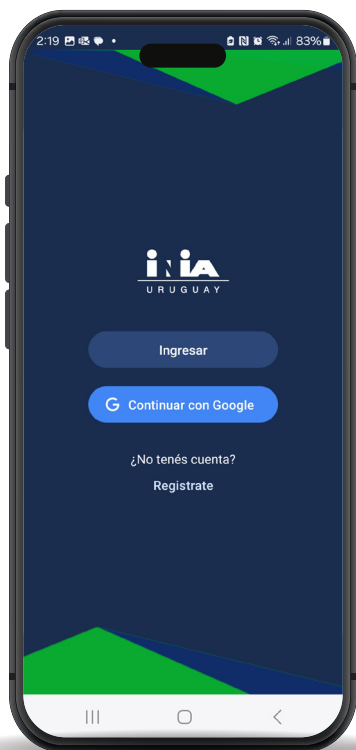 2:19
83%
INIA
URUGUAY
Ingresar
G Continuar con Google
¿No tenés cuenta?
Registrate